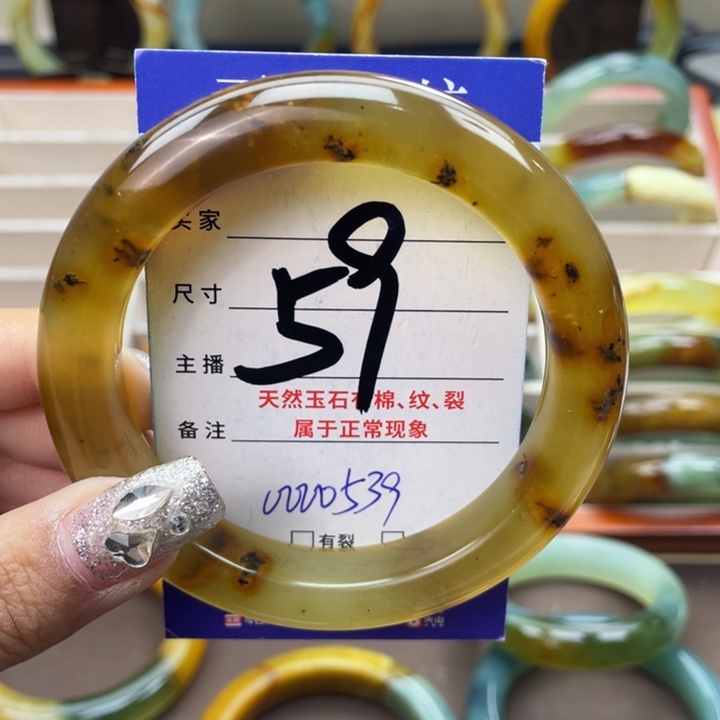 买家
59
尺寸
主播
天然玉石有棉、纹、裂
备注
属于正常现象
0000539
有裂